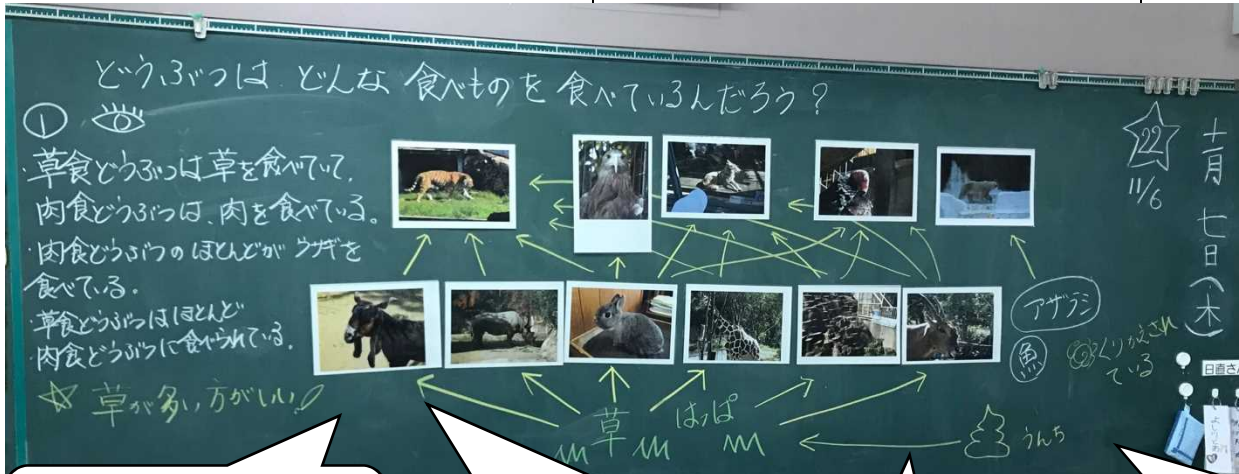 どうぶつは どんな 食べものを 食べているんだろう？
①
・草食どうぶつは草を食べていて、
肉食どうぶつは、肉を食べている。
・肉食どうぶつのほとんどが ウサギを
食べている。
・草食どうぶつはほとんど
肉食どうぶつに食べられている。
☆ 草が多い方がいい！
草 はっぱ
うんち
アザラシ
魚
くりかえされ
ている
22
11/6
十一月 七日（木）
日直さん